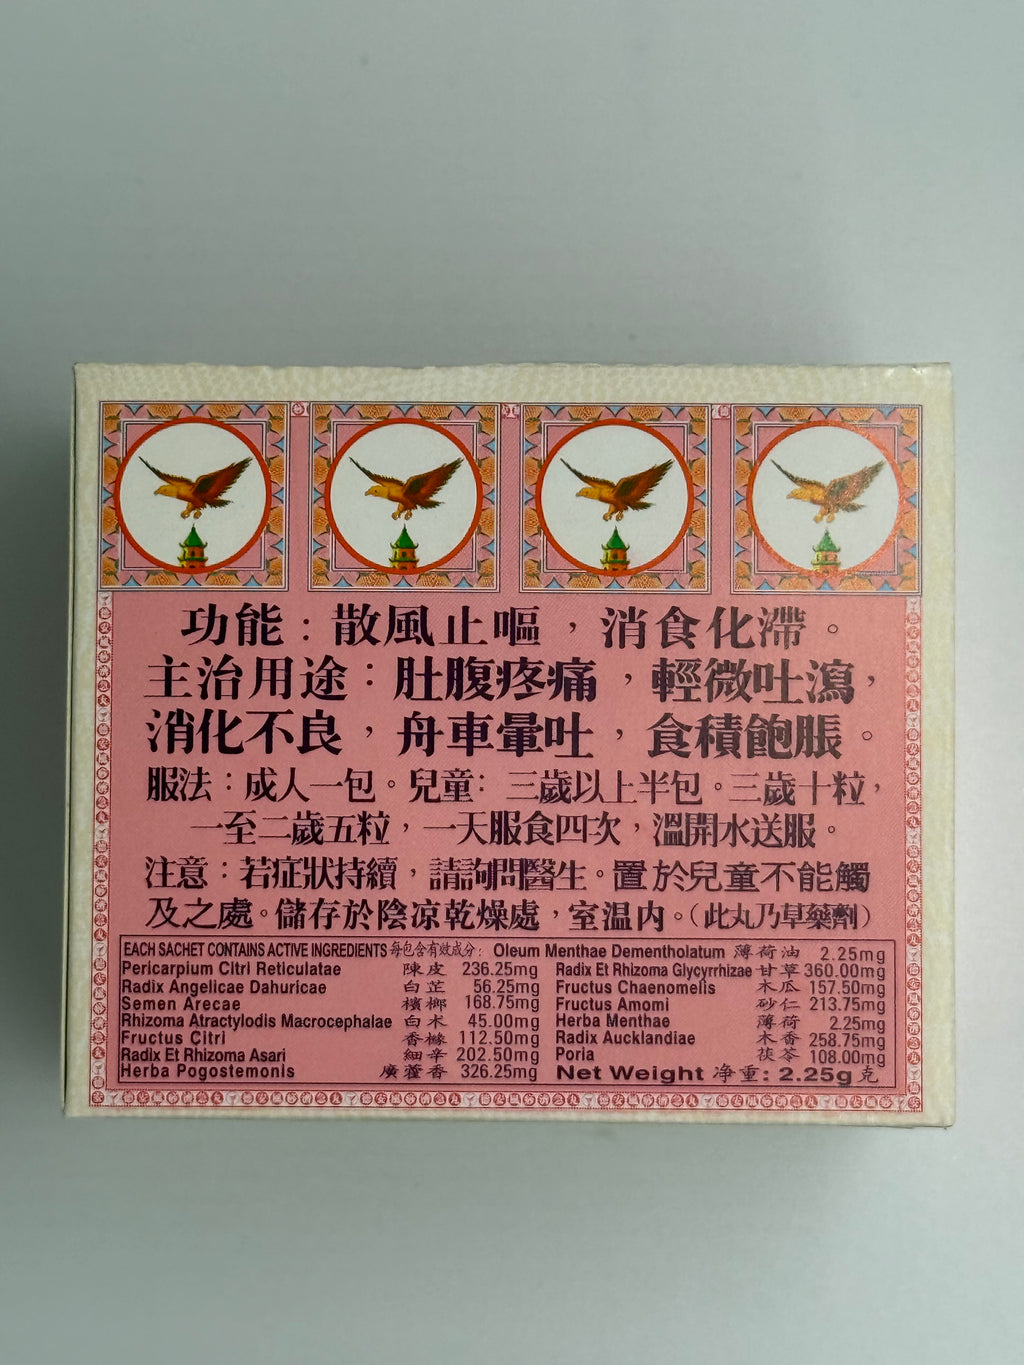 功能：散風止嘔，消食化滯。
主治用途：肚腹疼痛，輕微吐瀉，
消化不良，舟車暈吐，食積飽脹。
服法：成人一包。兒童：三歲以上半包。三歲十粒，
一至二歲五粒，一天服食四次，溫開水送服。
注意：若症狀持續，請詢問醫生。置於兒童不能觸
及之處。儲存於陰凉乾燥處，室温内。（此丸乃草藥劑）
EACH SACHET CONTAINS ACTIVE INGREDIENTS 每包含有效成分： Oleum Menthae Dementholatum 薄荷油 2.25mg
Pericarpium Citri Reticulatae 陳皮 236.25mg Radix Et Rhizoma Glycyrrhizae 甘草 360.00mg
Radix Angelicae Dahuricae 白芷 56.25mg Fructus Chaenomelis 木瓜 157.50mg
Semen Arecae 檳榔 168.75mg Fructus Amomi 砂仁 213.75mg
Rhizoma Atractylodis Macrocephalae 白术 45.00mg Herba Menthae 薄荷 2.25mg
Fructus Citri 香櫞 112.50mg Radix Aucklandiae 木香 258.75mg
Radix Et Rhizoma Asari 細辛 202.50mg Poria 茯苓 108.00mg
Herba Pogostemonis 廣藿香 326.25mg Net Weight 净重: 2.25g 克